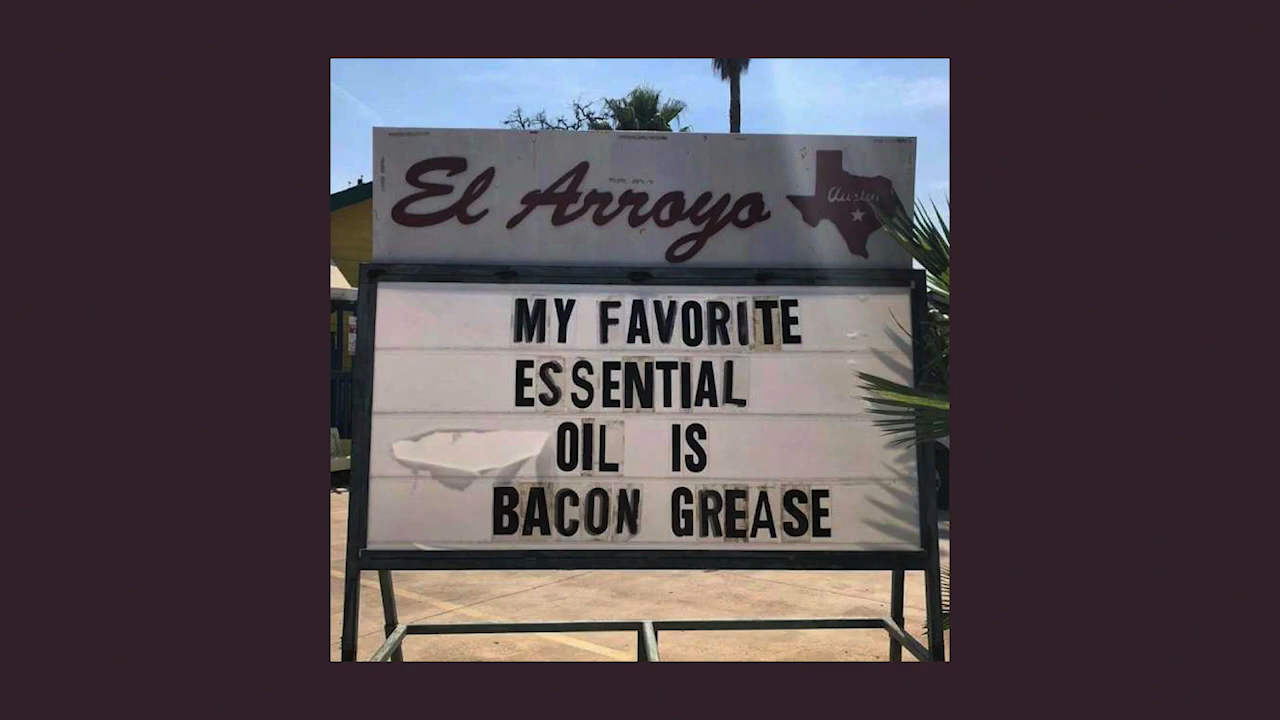 El Arroyo
Austin
MY FAVORITE
ESSENTIAL
OIL IS
BACON GREASE